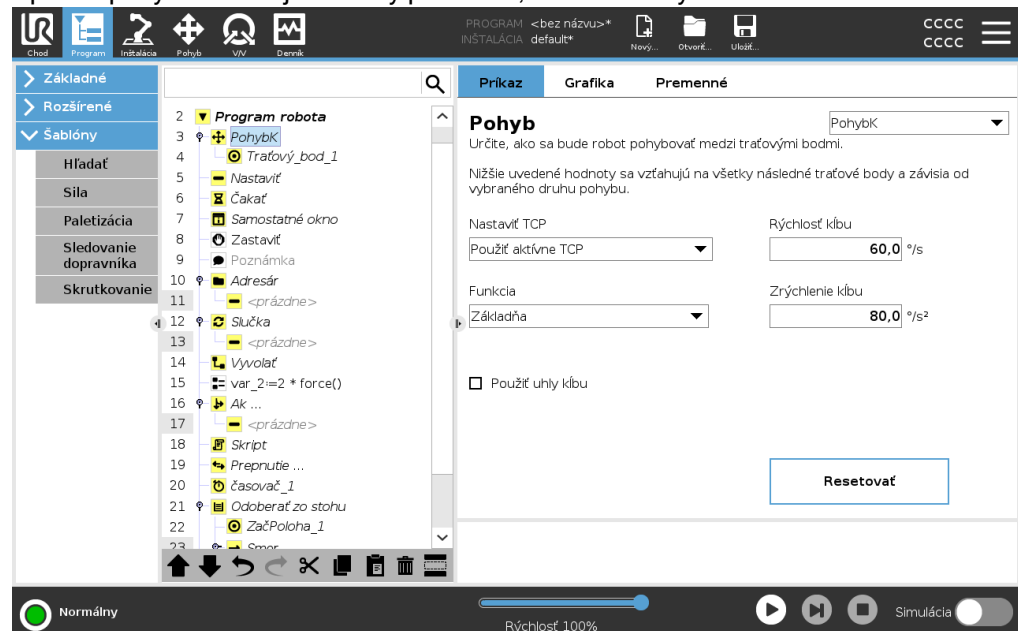 PROGRAM <bez názvu>*
INŠTALÁCIA default*
Chod
Program
Inštalácia
Pohyb
V/V
Denník
Nový...
Otvoriť...
Uložiť...
cccc
cccc
Základné
Rozšírené
Šablóny
Hľadať
Sila
Paletizácia
Sledovanie
dopravníka
Skrutkovanie
2 Program robota
3 PohybK
4 Traťový_bod_1
5 Nastaviť
6 Čakať
7 Samostatné okno
8 Zastaviť
9 Poznámka
10 Adresár
11 <prázdne>
12 Slučka
13 <prázdne>
14 Vyvolať
15 var_2≔2 * force()
16 Ak ...
17 <prázdne>
18 Skript
19 Prepnutie ...
20 časovač_1
21 Odoberať zo stohu
22 ZačPoloha_1
23 Smer
Príkaz
Grafika
Premenné
Pohyb
PohybK
Určite, ako sa bude robot pohybovať medzi traťovými bodmi.
Nižšie uvedené hodnoty sa vzťahujú na všetky následné traťové body a závisia od
vybraného druhu pohybu.
Nastaviť TCP
Rýchlosť kĺbu
Použiť aktívne TCP
60,0 °/s
Funkcia
Zrýchlenie kĺbu
Základňa
80,0 °/s²
Použiť uhly kĺbu
Resetovať
Normálny
Rýchlosť 100%
Simulácia